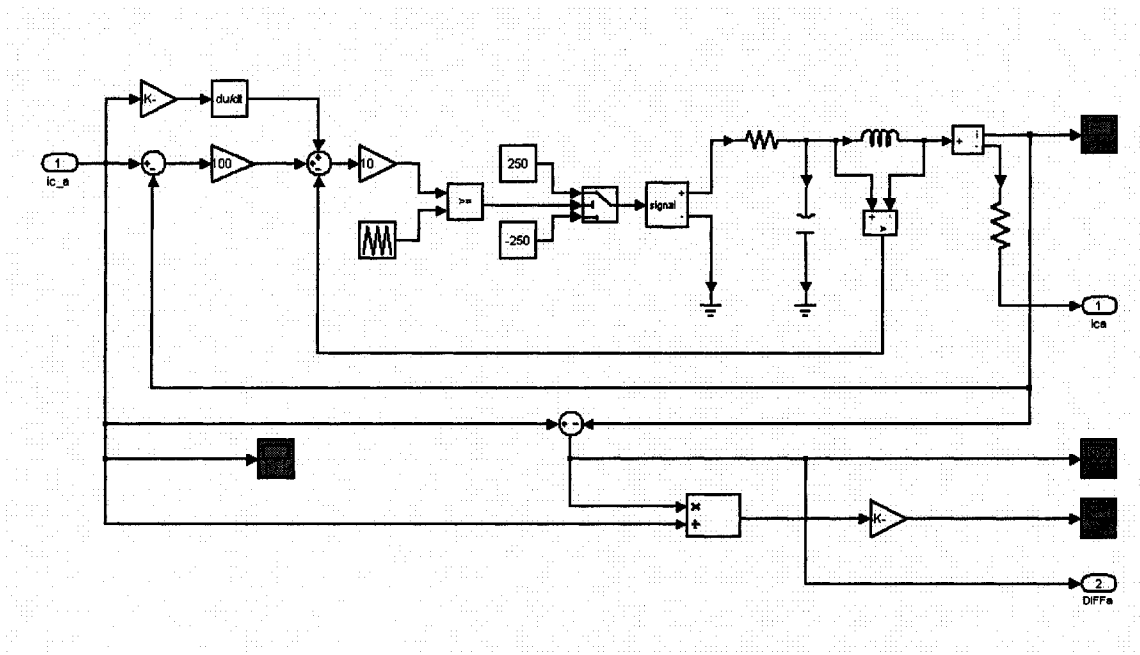 K-
du/dt
1
ic_a
+
-
100
+
+
-
10
>=
250
-250
signal
+
-
+
-
v
+
-
i
1
ica
+ -
×
÷
K-
2
DIFFa